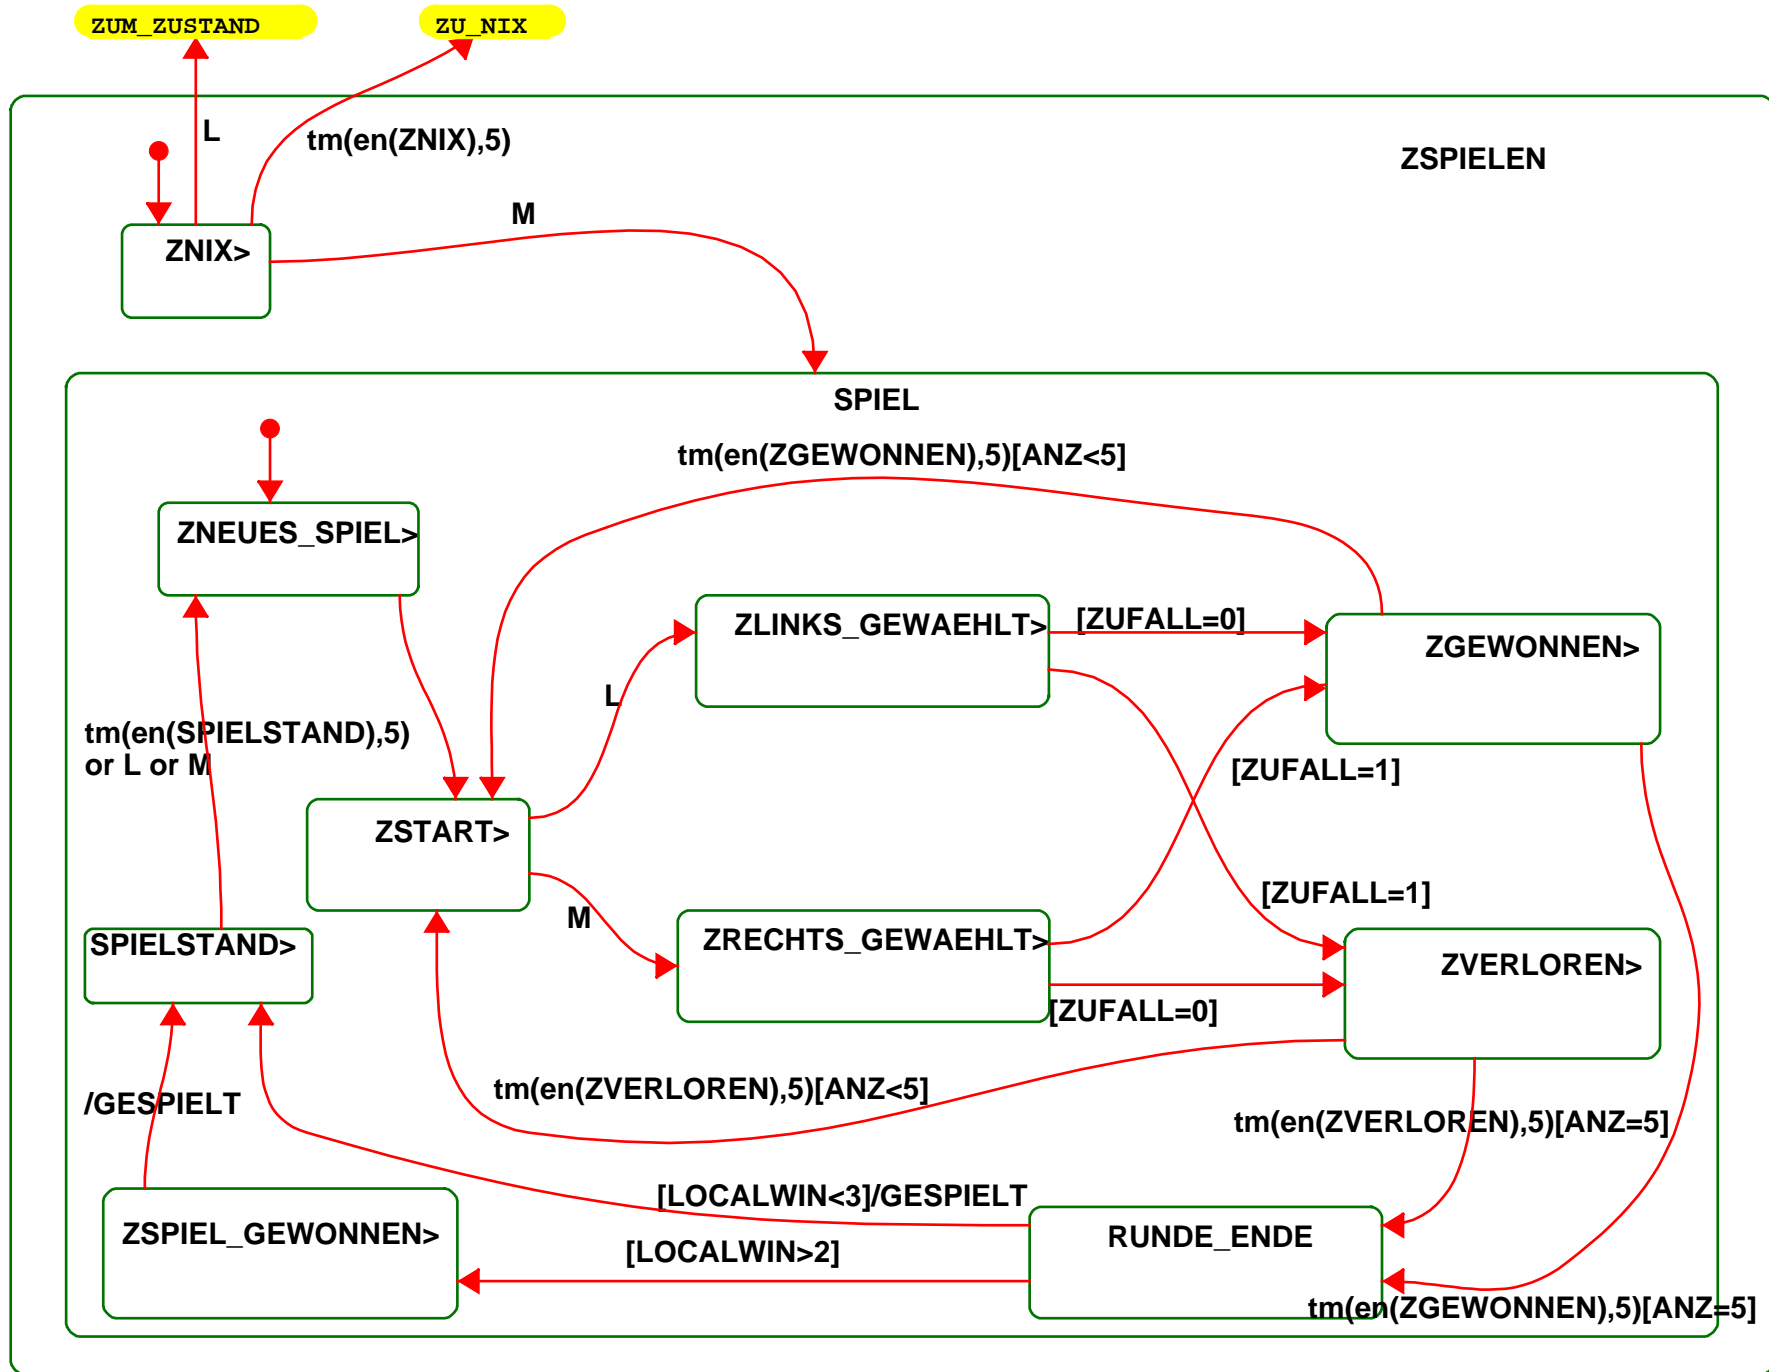 ZUM_ZUSTAND
ZU_NIX
L
tm(en(ZNIX),5)
ZSPIELEN
M
ZNIX>
SPIEL
tm(en(ZGEWONNEN),5)[ANZ<5]
ZNEUES_SPIEL>
ZLINKS_GEWAEHLT>
[ZUFALL=0]
ZGEWONNEN>
L
tm(en(SPIELSTAND),5)
or L or M
[ZUFALL=1]
ZSTART>
[ZUFALL=1]
M
SPIELSTAND>
ZRECHTS_GEWAEHLT>
ZVERLOREN>
[ZUFALL=0]
tm(en(ZVERLOREN),5)[ANZ<5]
/GESPIELT
tm(en(ZVERLOREN),5)[ANZ=5]
[LOCALWIN<3]/GESPIELT
ZSPIEL_GEWONNEN>
RUNDE_ENDE
[LOCALWIN>2]
tm(en(ZGEWONNEN),5)[ANZ=5]